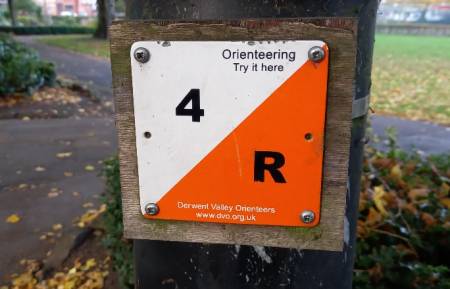 Orienteering
Try it here
4
R
Derwent Valley Orienteers
www.dvo.org.uk